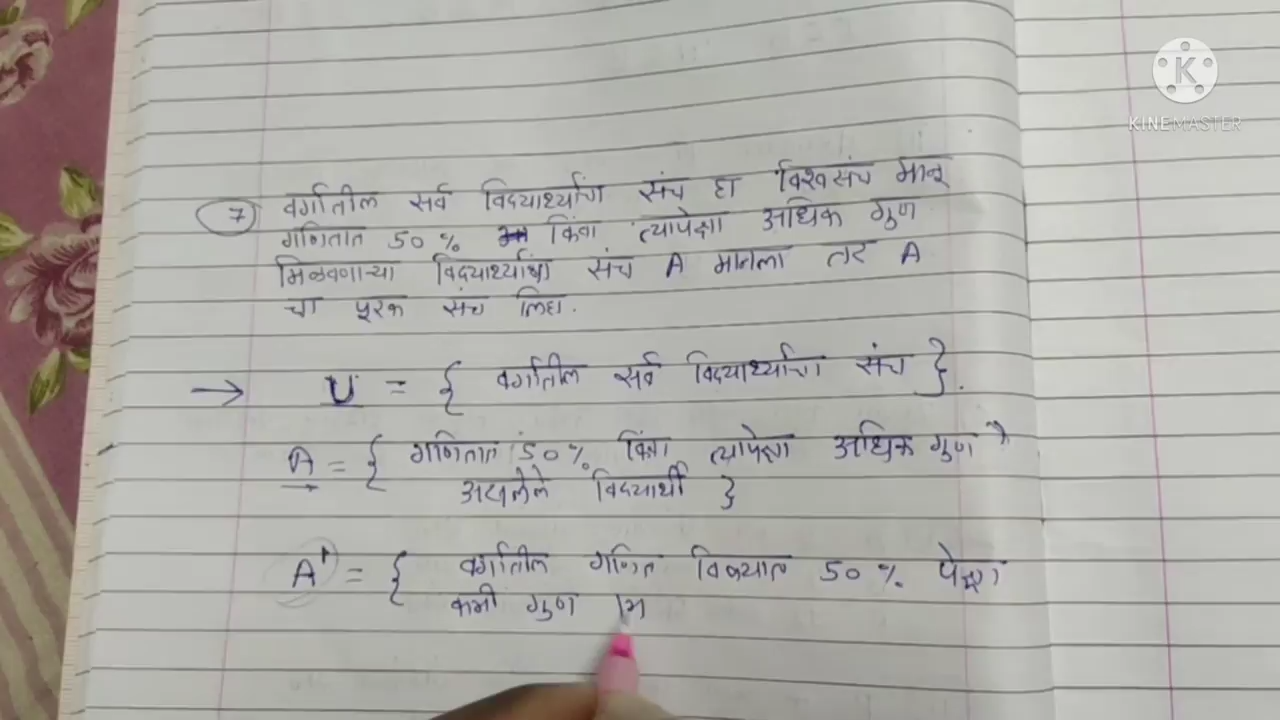 KINEMASTER
7 वर्गातील सर्व विद्यार्थ्यांचा संच हा विश्वसंच मानू
गणितात 50% किंवा त्यापेक्षा अधिक गुण
मिळवणाऱ्या विद्यार्थ्यांचा संच A मानला तर A
चा पूरक संच लिहा.
→ U = { वर्गातील सर्व विद्यार्थ्यांचा संच }.
A = { गणितात 50% किंवा त्यापेक्षा अधिक गुण
असलेले विद्यार्थी }
A' = { वर्गातील गणित विषयात 50% पेक्षा
कमी गुण मि